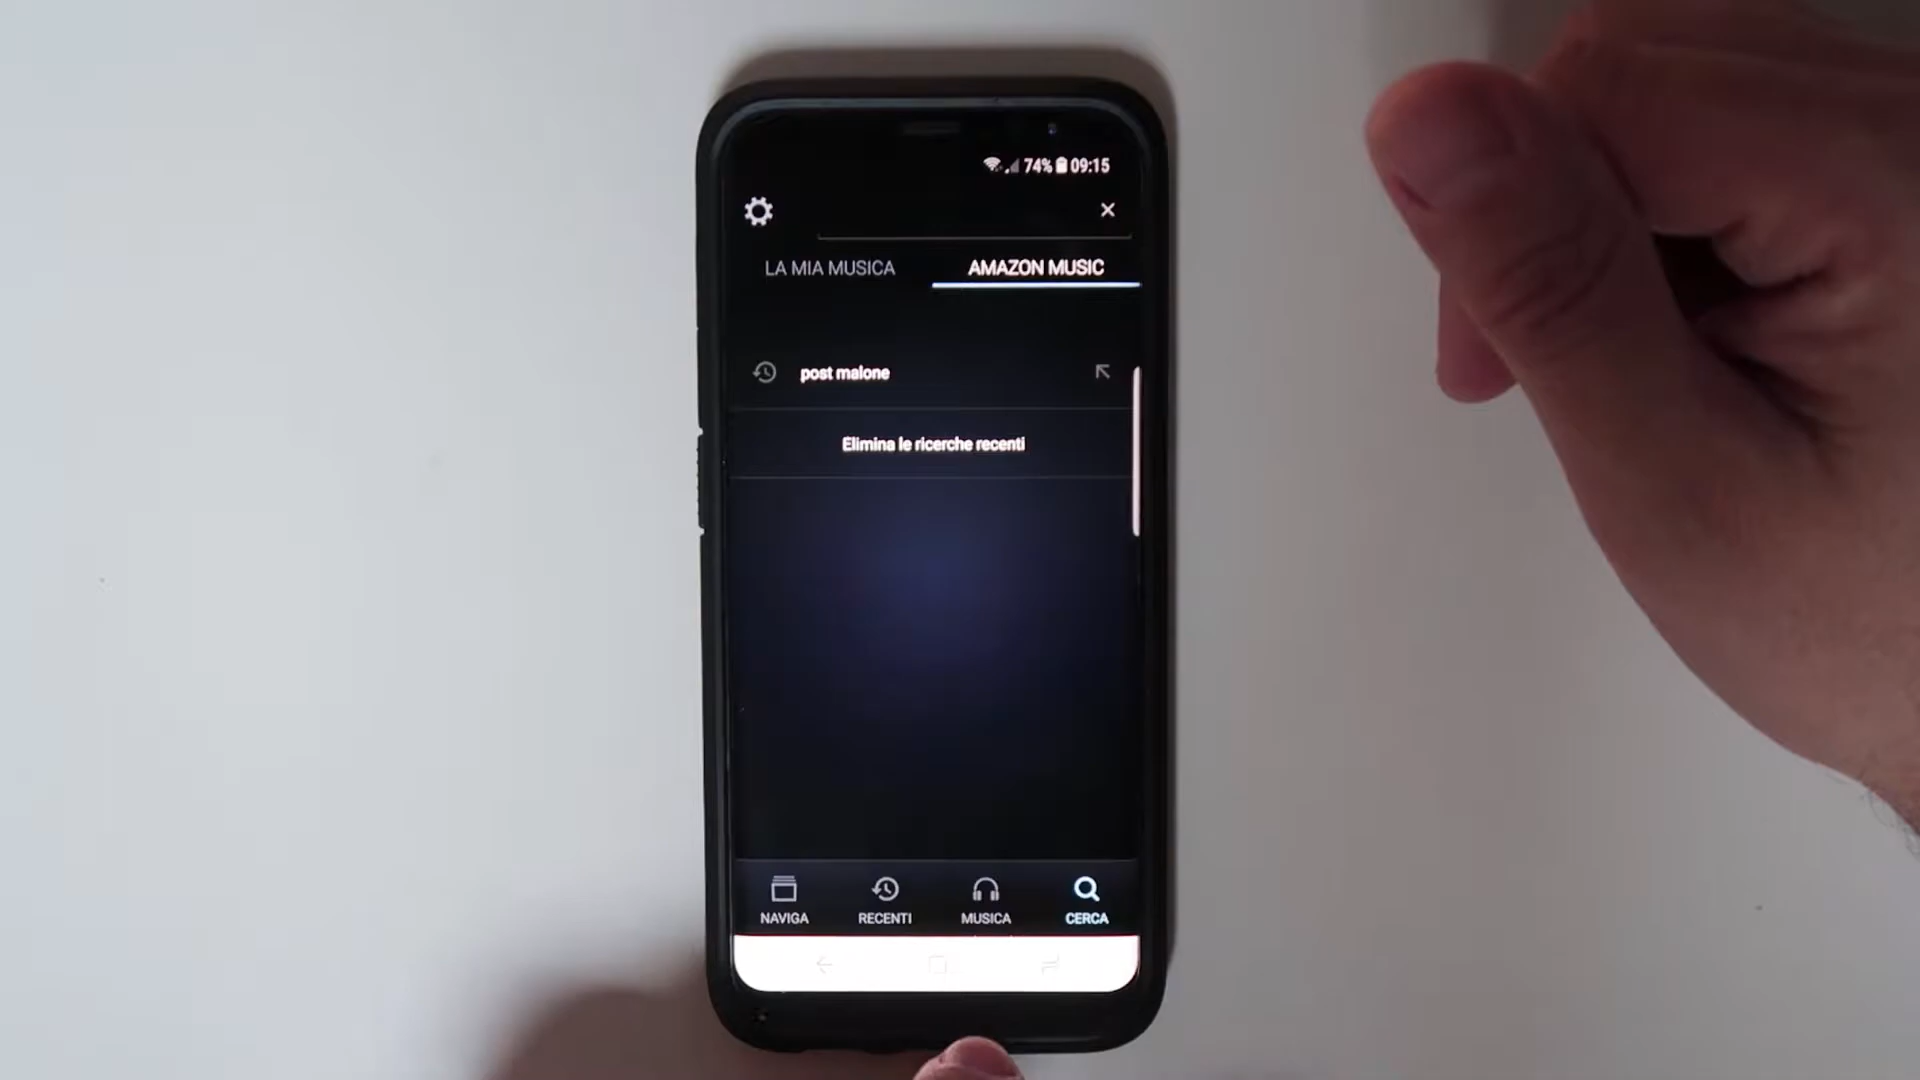 74% 09:15
LA MIA MUSICA AMAZON MUSIC
post malone
Elimina le ricerche recenti
NAVIGA RECENTI MUSICA CERCA